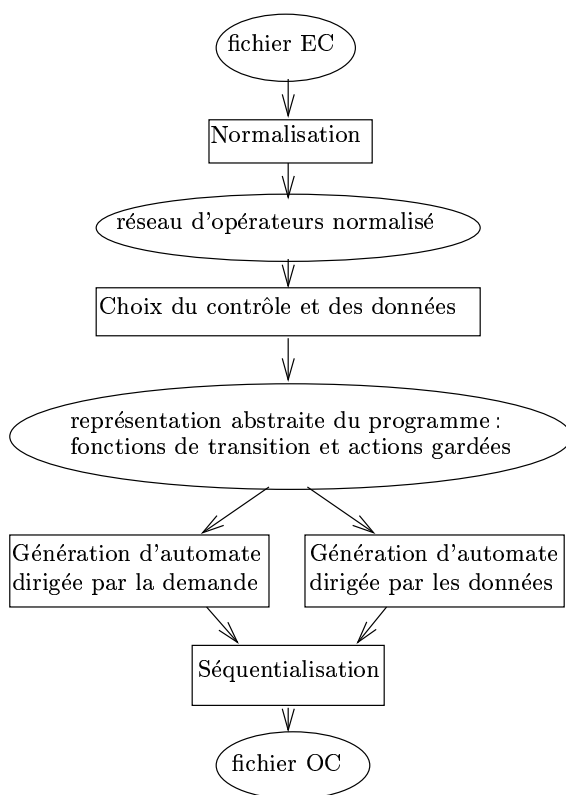 fichier EC
Normalisation
réseau d'opérateurs normalisé
Choix du contrôle et des données
représentation abstraite du programme :
fonctions de transition et actions gardées
Génération d'automate
dirigée par la demande
Génération d'automate
dirigée par les données
Séquentialisation
fichier OC